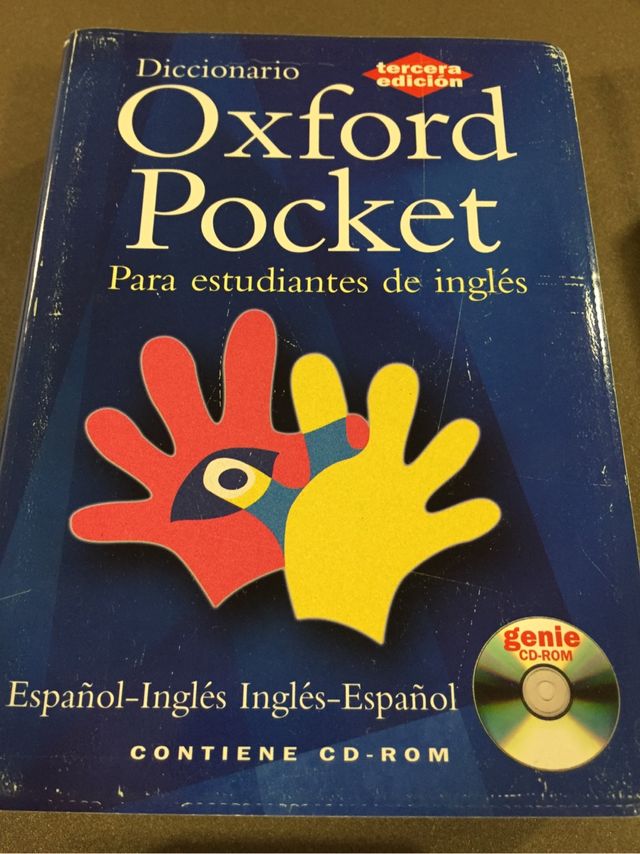 Diccionario
tercera
edición
Oxford
Pocket
Para estudiantes de inglés
genie
CD-ROM
Español-Inglés Inglés-Español
CONTIENE CD-ROM